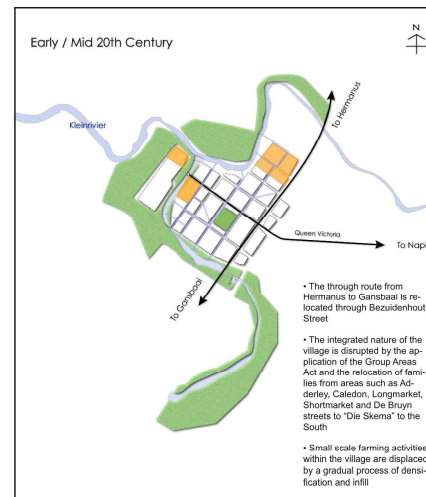 Early / Mid 20th Century
N
To Hermanus
Kleinrivier
Queen Victoria
To Napi
To Gansbaai
• The through route from
Hermanus to Gansbaai is re-
located through Bezuidenhout
Street
• The integrated nature of the
village is disrupted by the ap-
plication of the Group Areas
Act and the relocation of fami-
lies from areas such as Ad-
derley, Caledon, Longmarket,
Shortmarket and De Bruyn
streets to “Die Skema” to the
South
• Small scale farming activities
within the village are displaced
by a gradual process of densi-
fication and infill